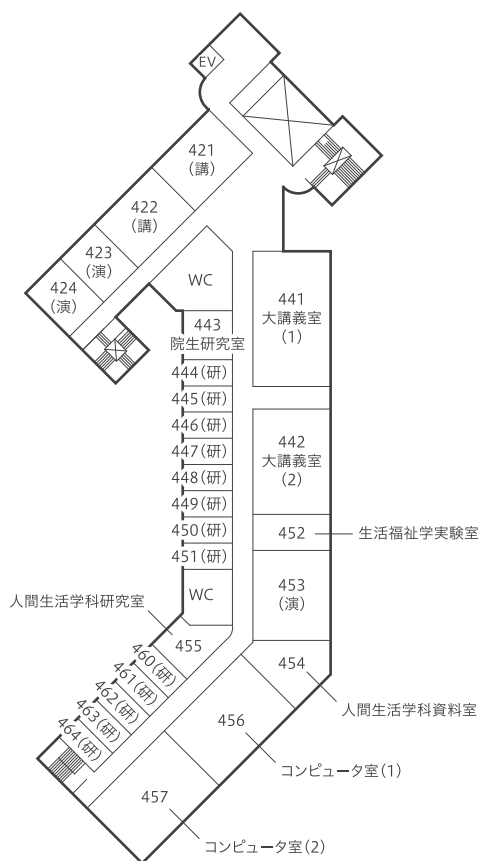 EV
421
(講)
422
(講)
423
(演)
424
(演)
WC
441
大講義室
(1)
443
院生研究室
444(研)
445(研)
446(研)
447(研)
448(研)
449(研)
450(研)
451(研)
442
大講義室
(2)
452
生活福祉学実験室
453
(演)
WC
人間生活学科研究室
455
454
人間生活学科資料室
460(研)
461(研)
462(研)
463(研)
464(研)
456
コンピュータ室(1)
457
コンピュータ室(2)